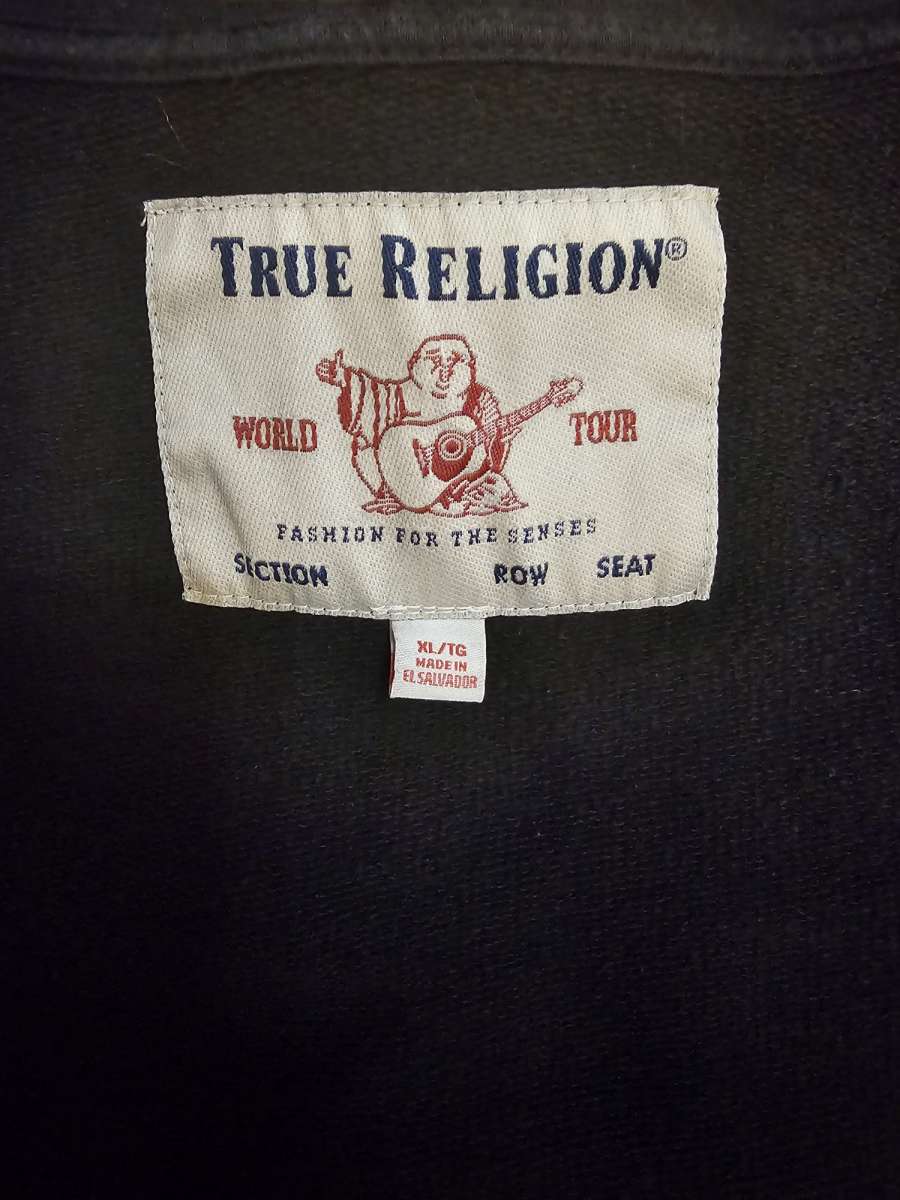 TRUE RELIGION®
WORLD TOUR
FASHION FOR THE SENSES
SECTION ROW SEAT
XL/TG
MADE IN
EL SALVADOR